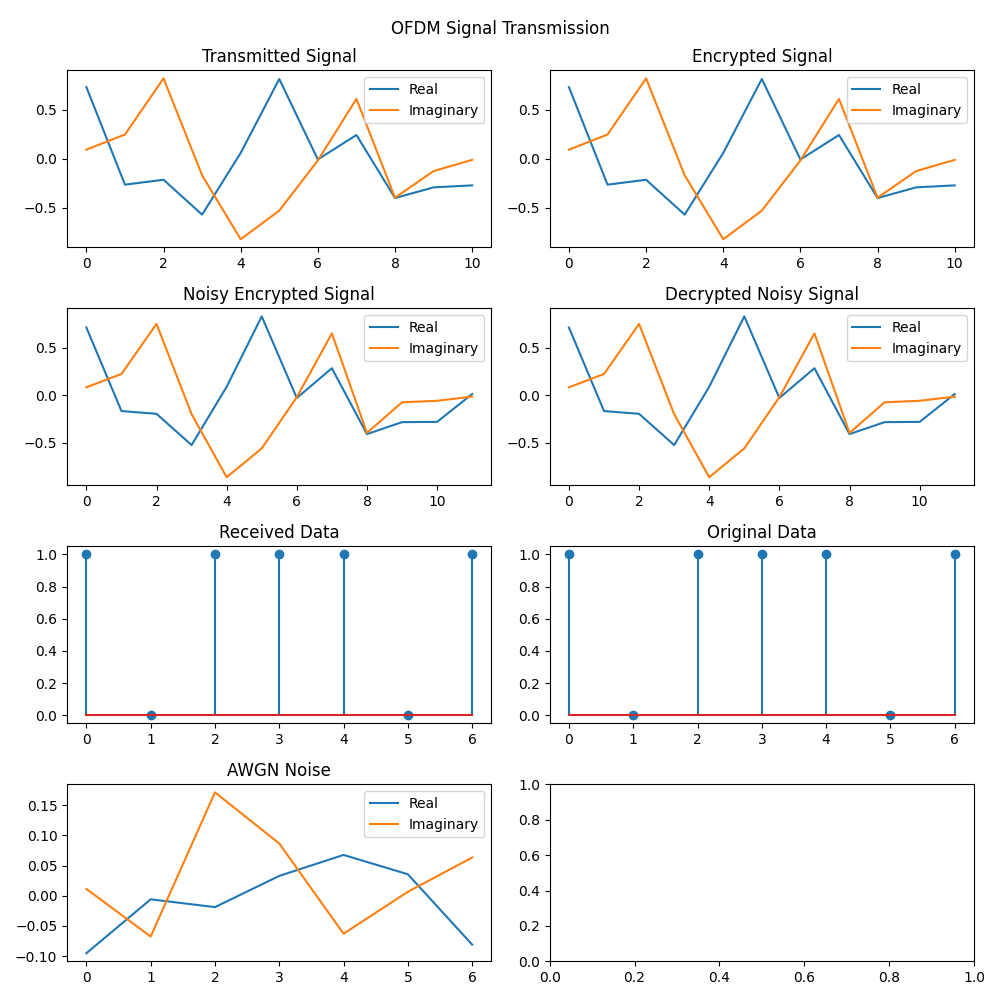 OFDM Signal Transmission
Transmitted Signal
Real
Imaginary
0.5
0.0
−0.5
0 2 4 6 8 10
Encrypted Signal
Real
Imaginary
0.5
0.0
−0.5
0 2 4 6 8 10
Noisy Encrypted Signal
Real
Imaginary
0.5
0.0
−0.5
0 2 4 6 8 10
Decrypted Noisy Signal
Real
Imaginary
0.5
0.0
−0.5
0 2 4 6 8 10
Received Data
1.0
0.8
0.6
0.4
0.2
0.0
0 1 2 3 4 5 6
Original Data
1.0
0.8
0.6
0.4
0.2
0.0
0 1 2 3 4 5 6
AWGN Noise
Real
Imaginary
0.15
0.10
0.05
0.00
−0.05
−0.10
0 1 2 3 4 5 6
1.0
0.8
0.6
0.4
0.2
0.0
0.0 0.2 0.4 0.6 0.8 1.0